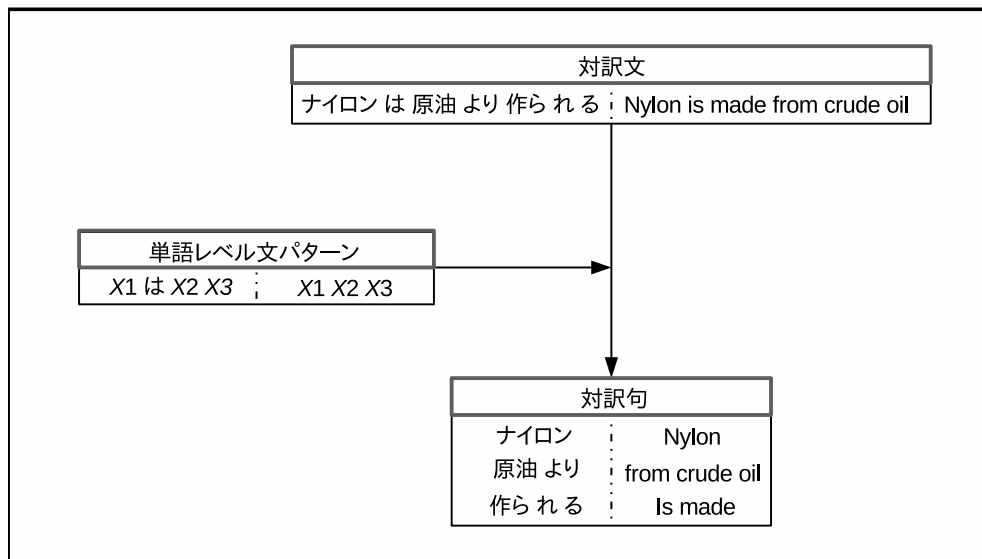 対訳文
ナイロン は 原油 より 作ら れ る Nylon is made from crude oil
単語レベル文パターン
X1 は X2 X3 X1 X2 X3
対訳句
ナイロン Nylon
原油 より from crude oil
作ら れ る Is made